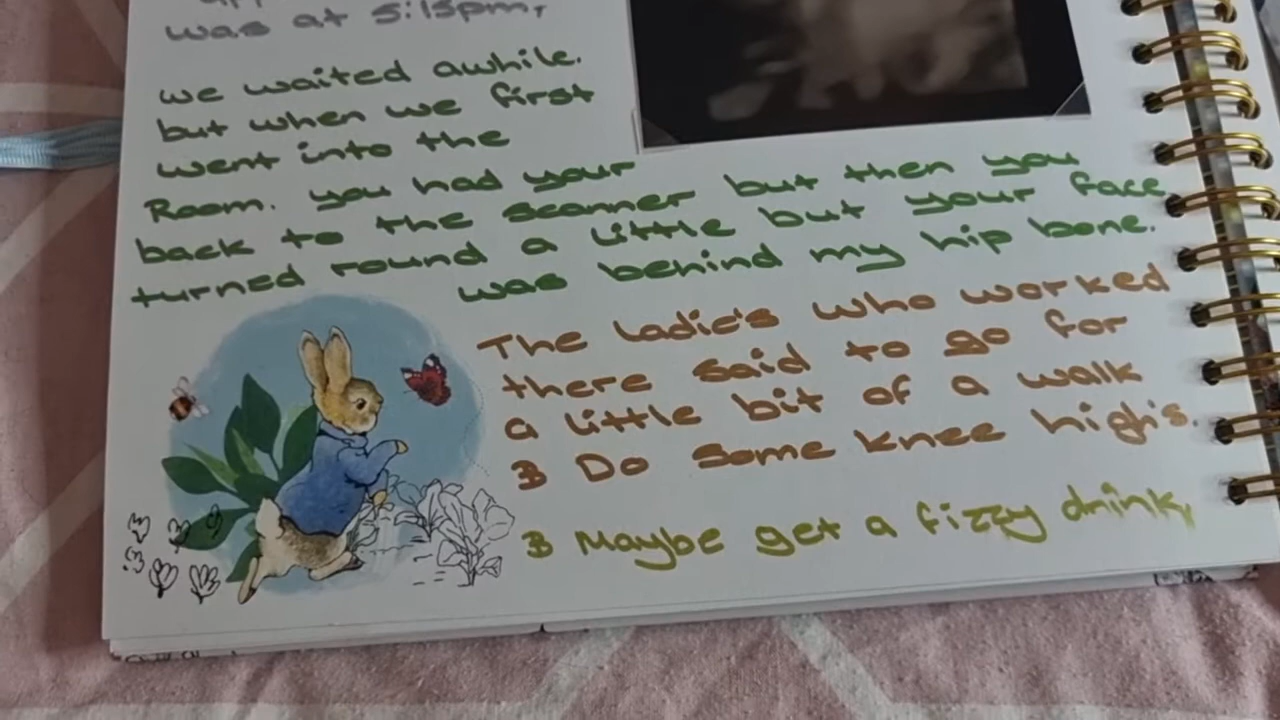 was at 5:15pm,
we waited awhile.
but when we first
went into the
Room. you had your
back to the scanner but then you
turned round a little but your face
was behind my hip bone.
The Ladie's who worked
there said to go for
a little bit of a walk
& Do some knee high's.
& Maybe get a fizzy drink,